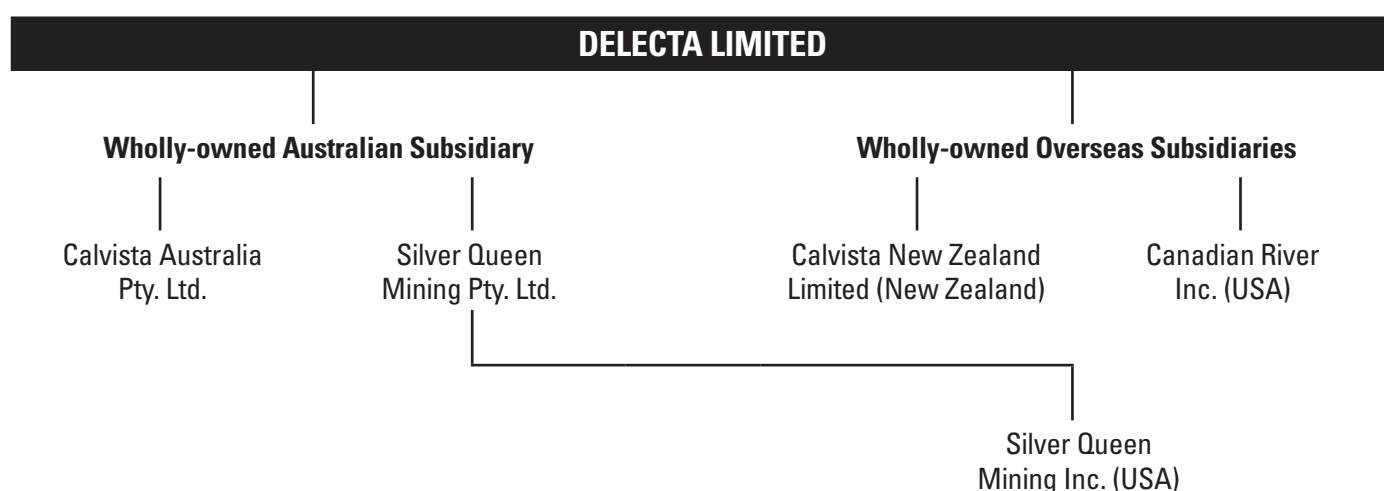 DELECTA LIMITED
Wholly-owned Australian Subsidiary
Wholly-owned Overseas Subsidiaries
Calvista Australia
Pty. Ltd.
Silver Queen
Mining Pty. Ltd.
Calvista New Zealand
Limited (New Zealand)
Canadian River
Inc. (USA)
Silver Queen
Mining Inc. (USA)